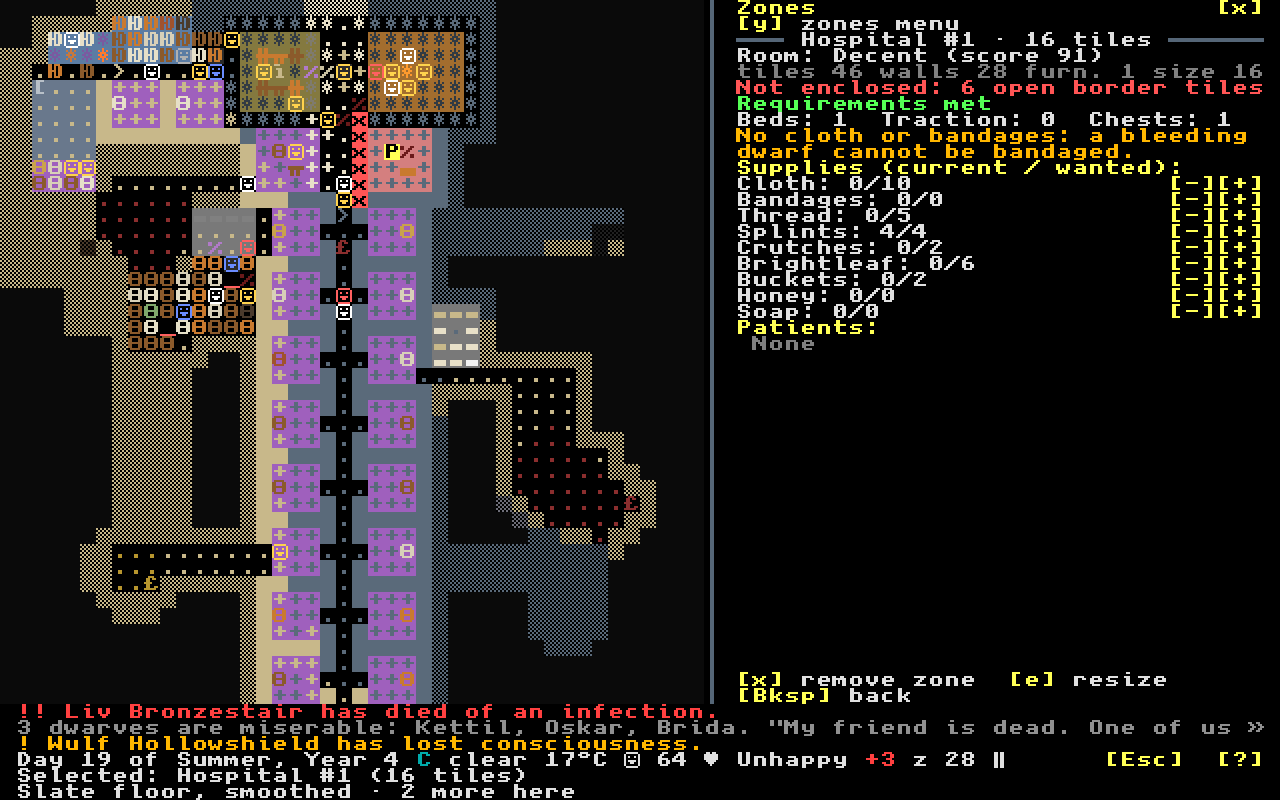 Zones [x]
[y] zones menu
Hospital #1 · 16 tiles
Room: Decent (score 91)
tiles 46 walls 28 furn. 1 size 16
Not enclosed: 6 open border tiles
Requirements met
Beds: 1 Traction: 0 Chests: 1
No cloth or bandages: a bleeding
dwarf cannot be bandaged.
Supplies (current / wanted):
Cloth: 0/10 [-][+]
Bandages: 0/0 [-][+]
Thread: 0/5 [-][+]
Splints: 4/4 [-][+]
Crutches: 0/2 [-][+]
Brightleaf: 0/6 [-][+]
Buckets: 0/2 [-][+]
Honey: 0/0 [-][+]
Soap: 0/0 [-][+]
Patients:
None
[x] remove zone [e] resize
[Bksp] back
!! Liv Bronzestair has died of an infection.
3 dwarves are miserable: Kettil, Oskar, Brida. "My friend is dead. One of us »
! Wulf Hollowshield has lost consciousness.
Day 19 of Summer, Year 4 C clear 17°C ☺ 64 ♥ Unhappy +3 z 28 || [Esc] [?]
Selected: Hospital #1 (16 tiles)
Slate floor, smoothed · 2 more here